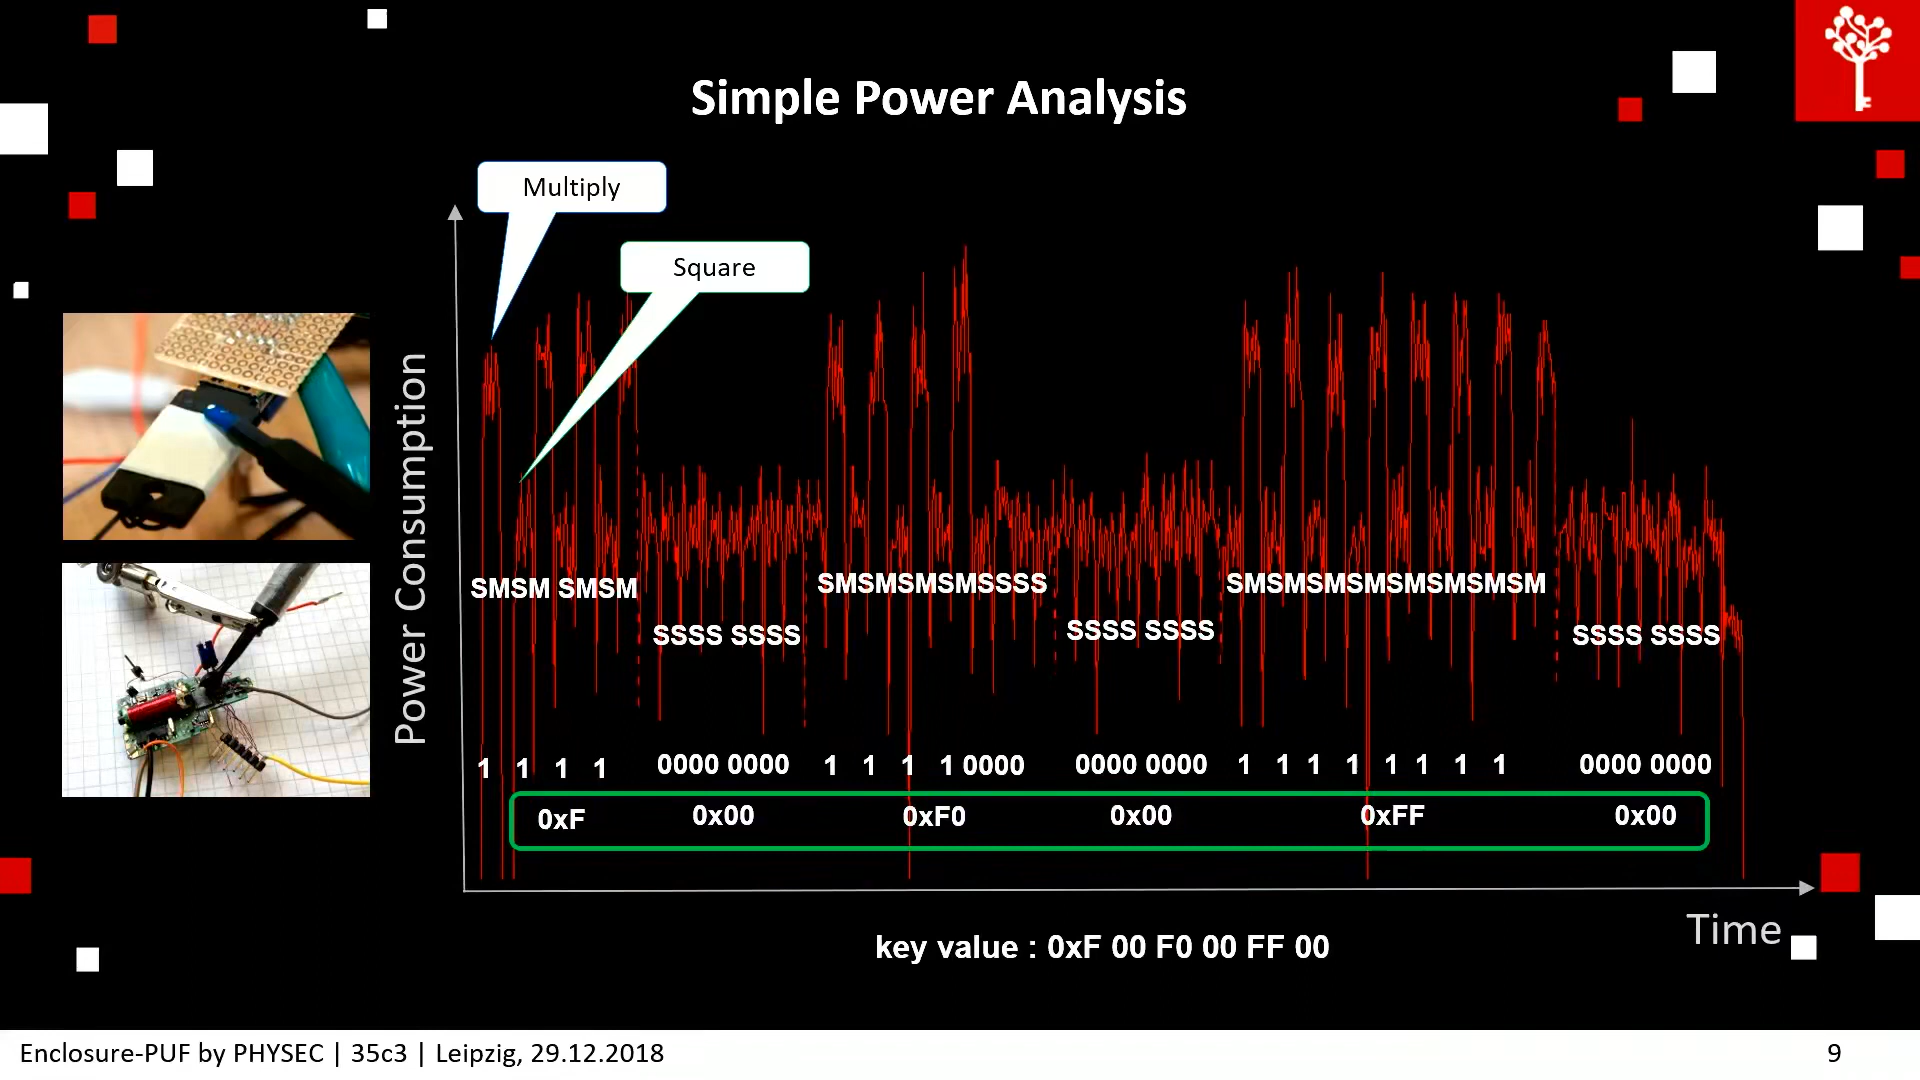 Simple Power Analysis
Multiply
Square
Power Consumption
SMSM SMSM
SSSS SSSS
SMSMSMSMSSSS
SSSS SSSS
SMSMSMSMSMSMSMSM
SSSS SSSS
1 1 1 1
0000 0000
1 1 1 1 0000
0000 0000
1 1 1 1 1 1 1 1
0000 0000
0xF
0x00
0xF0
0x00
0xFF
0x00
Time
key value : 0xF 00 F0 00 FF 00
Enclosure-PUF by PHYSEC | 35c3 | Leipzig, 29.12.2018
9